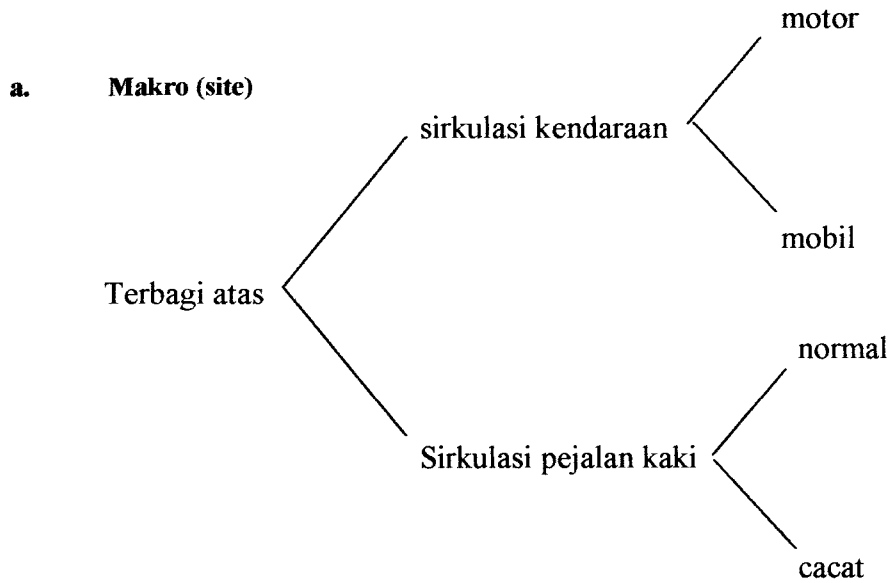 a. Makro (site)
Terbagi atas
sirkulasi kendaraan
motor
mobil
Sirkulasi pejalan kaki
normal
cacat